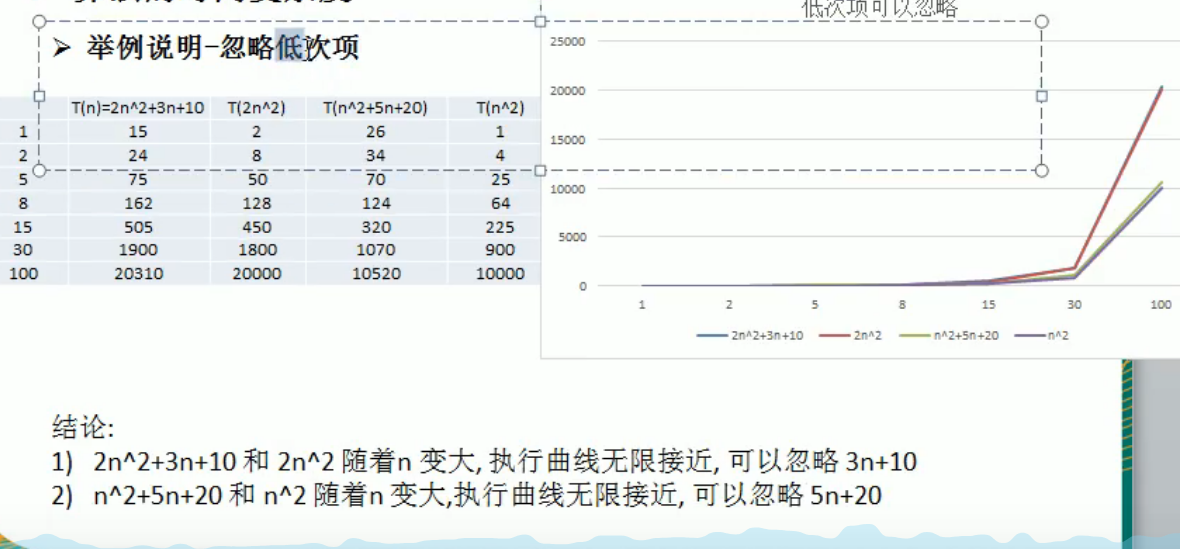 低次项可以忽略
➢ 举例说明-忽略低次项
T(n)=2n^2+3n+10 T(2n^2) T(n^2+5n+20) T(n^2)
1 15 2 26 1
2 24 8 34 4
5 75 50 70 25
8 162 128 124 64
15 505 450 320 225
30 1900 1800 1070 900
100 20310 20000 10520 10000
25000
20000
15000
10000
5000
0
1 2 5 8 15 30 100
2n^2+3n+10 2n^2 n^2+5n+20 n^2
结论:
1) 2n^2+3n+10 和 2n^2 随着n 变大, 执行曲线无限接近, 可以忽略 3n+10
2) n^2+5n+20 和 n^2 随着n 变大,执行曲线无限接近, 可以忽略 5n+20